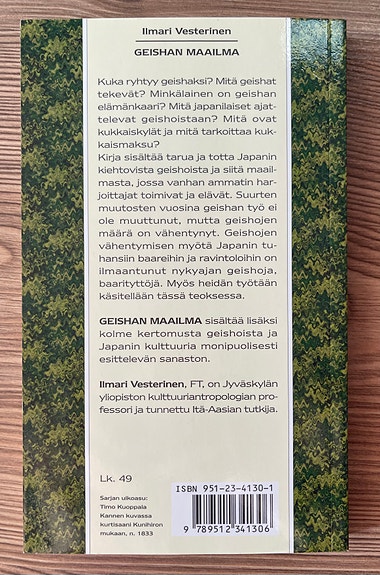 Ilmari Vesterinen
GEISHAN MAAILMA
Kuka ryhtyy geishaksi? Mitä geishat
tekevät? Minkälainen on geishan
elämänkaari? Mitä japanilaiset ajat-
televat geishoistaan? Mitä ovat
kukkaiskylät ja mitä tarkoittaa kuk-
kaismaksu?
Kirja sisältää tarua ja totta Japanin
kiehtovista geishoista ja siitä maail-
masta, jossa vanhan ammatin har-
joittajat toimivat ja elävät. Suurten
muutosten vuosina geishan työ ei
ole muuttunut, mutta geishojen
määrä on vähentynyt. Geishojen
vähentymisen myötä Japanin tu-
hansiin baareihin ja ravintoloihin on
ilmaantunut nykyajan geishoja,
baarityttöjä. Myös heidän työtään
käsitellään tässä teoksessa.
GEISHAN MAAILMA sisältää lisäksi
kolme kertomusta geishoista ja
Japanin kulttuuria monipuolisesti
esittelevän sanaston.
Ilmari Vesterinen, FT, on Jyväskylän
yliopiston kulttuuriantropologian pro-
fessori ja tunnettu Itä-Aasian tutkija.
Lk. 49
Sarjan ulkoasu:
Timo Kuoppala
Kannen kuvassa
kurtisaani Kunihiron
mukaan, n. 1833
ISBN 951-23-4130-1
9 789512 341306